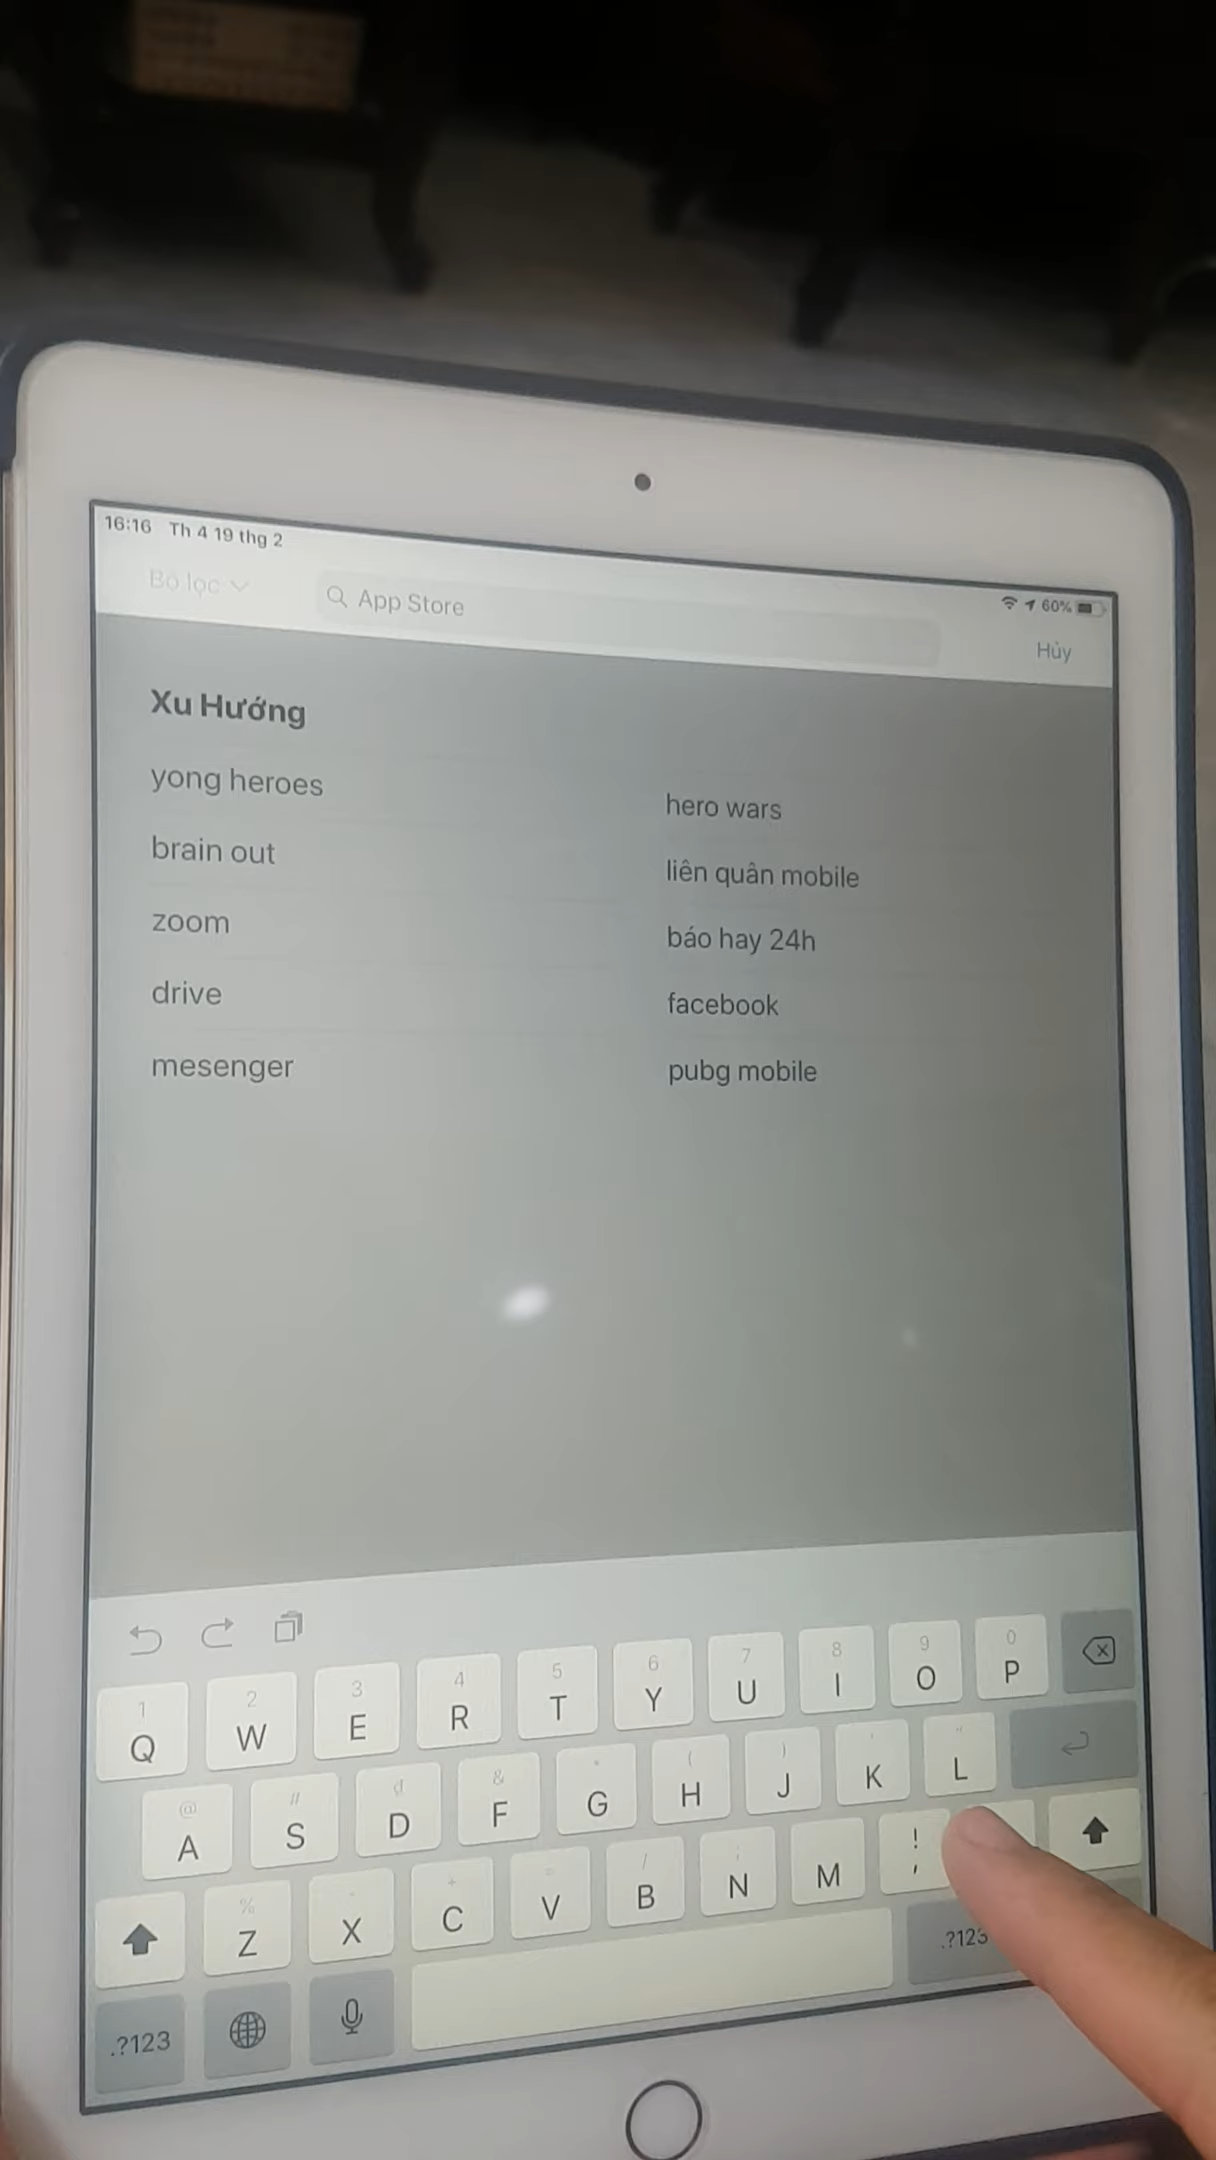 16:16 Th 4 19 thg 2
60%
Bộ lọc
App Store
Hủy
Xu Hướng
yong heroes
hero wars
brain out
liên quân mobile
zoom
báo hay 24h
drive
facebook
mesenger
pubg mobile
1 2 3 4 5 6 7 8 9 0
Q W E R T Y U I O P
@ # & * ( ) ' "
A S D F G H J K L
% - + = / ; !
Z X C V B N M ,
.?123 .?123